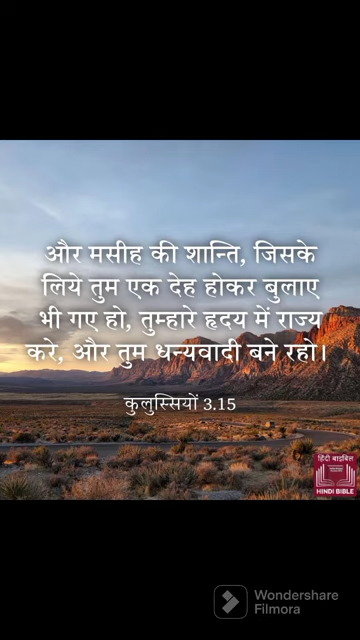 और मसीह की शान्ति, जिसके
लिये तुम एक देह होकर बुलाए
भी गए हो, तुम्हारे हृदय में राज्य
करे, और तुम धन्यवादी बने रहो।
कुलुस्सियों 3.15
हिंदी बाइबिल
HINDI BIBLE
Wondershare
Filmora